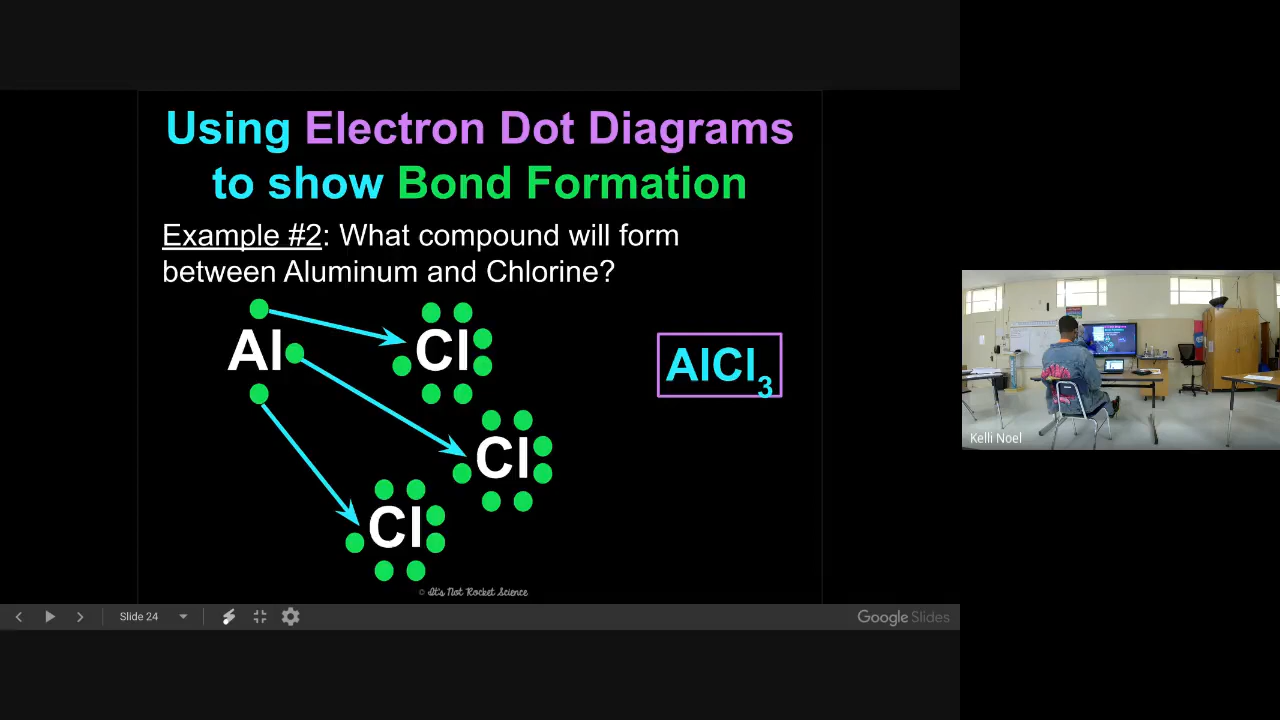 Using Electron Dot Diagrams
to show Bond Formation
Example #2: What compound will form
between Aluminum and Chlorine?
Al
Cl
AlCl3
Cl
Cl
© It's Not Rocket Science
Slide 24
Google Slides
Kelli Noel